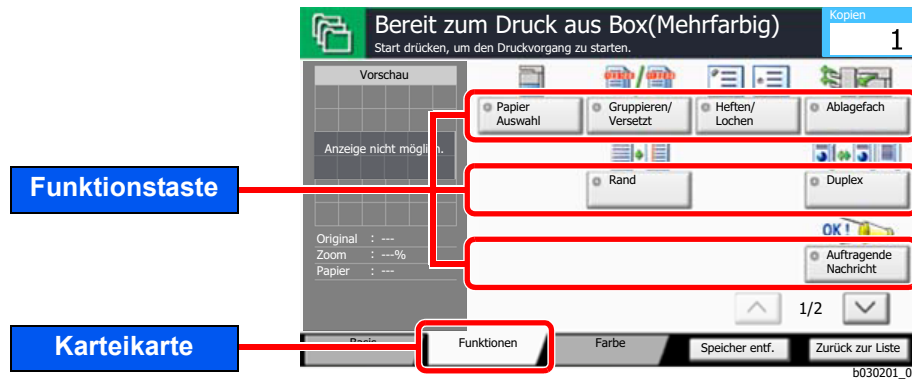 Bereit zum Druck aus Box(Mehrfarbig)
Start drücken, um den Druckvorgang zu starten.
Kopien
1
Vorschau
Anzeige nicht möglich.
Original : ---
Zoom : ---%
Papier : ---
Papier
Auswahl
Gruppieren/
Versetzt
Heften/
Lochen
Ablagefach
Rand
Duplex
OK !
Auftragende
Nachricht
1/2
Funktionstaste
Karteikarte
Basis
Funktionen
Farbe
Speicher entf.
Zurück zur Liste
b030201_0